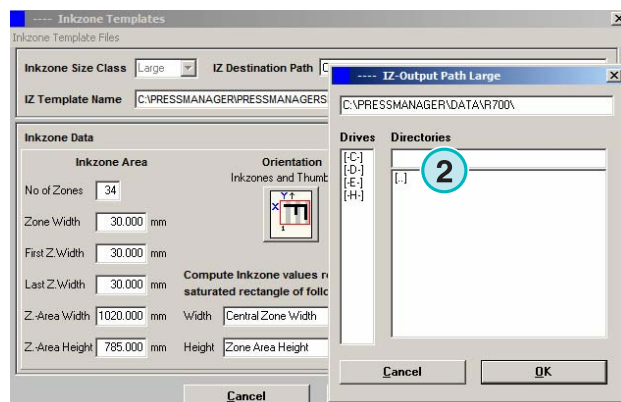 ---- Inkzone Templates
Inkzone Template Files
Inkzone Size Class Large IZ Destination Path
IZ Template Name C:\PRESSMANAGER\PRESSMANAGERS
Inkzone Data
Inkzone Area
No of Zones 34
Zone Width 30.000 mm
First Z.Width 30.000 mm
Last Z.Width 30.000 mm
Z.-Area Width 1020.000 mm
Z.-Area Height 785.000 mm
Orientation
Inkzones and Thumb
Y
X
1
Compute Inkzone values
saturated rectangle of follo
Width Central Zone Width
Height Zone Area Height
Cancel
---- IZ-Output Path Large
C:\PRESSMANAGER\DATA\R700\
Drives Directories
[-C-]
[-D-]
[-E-]
[-H-]
[..]
2
Cancel OK